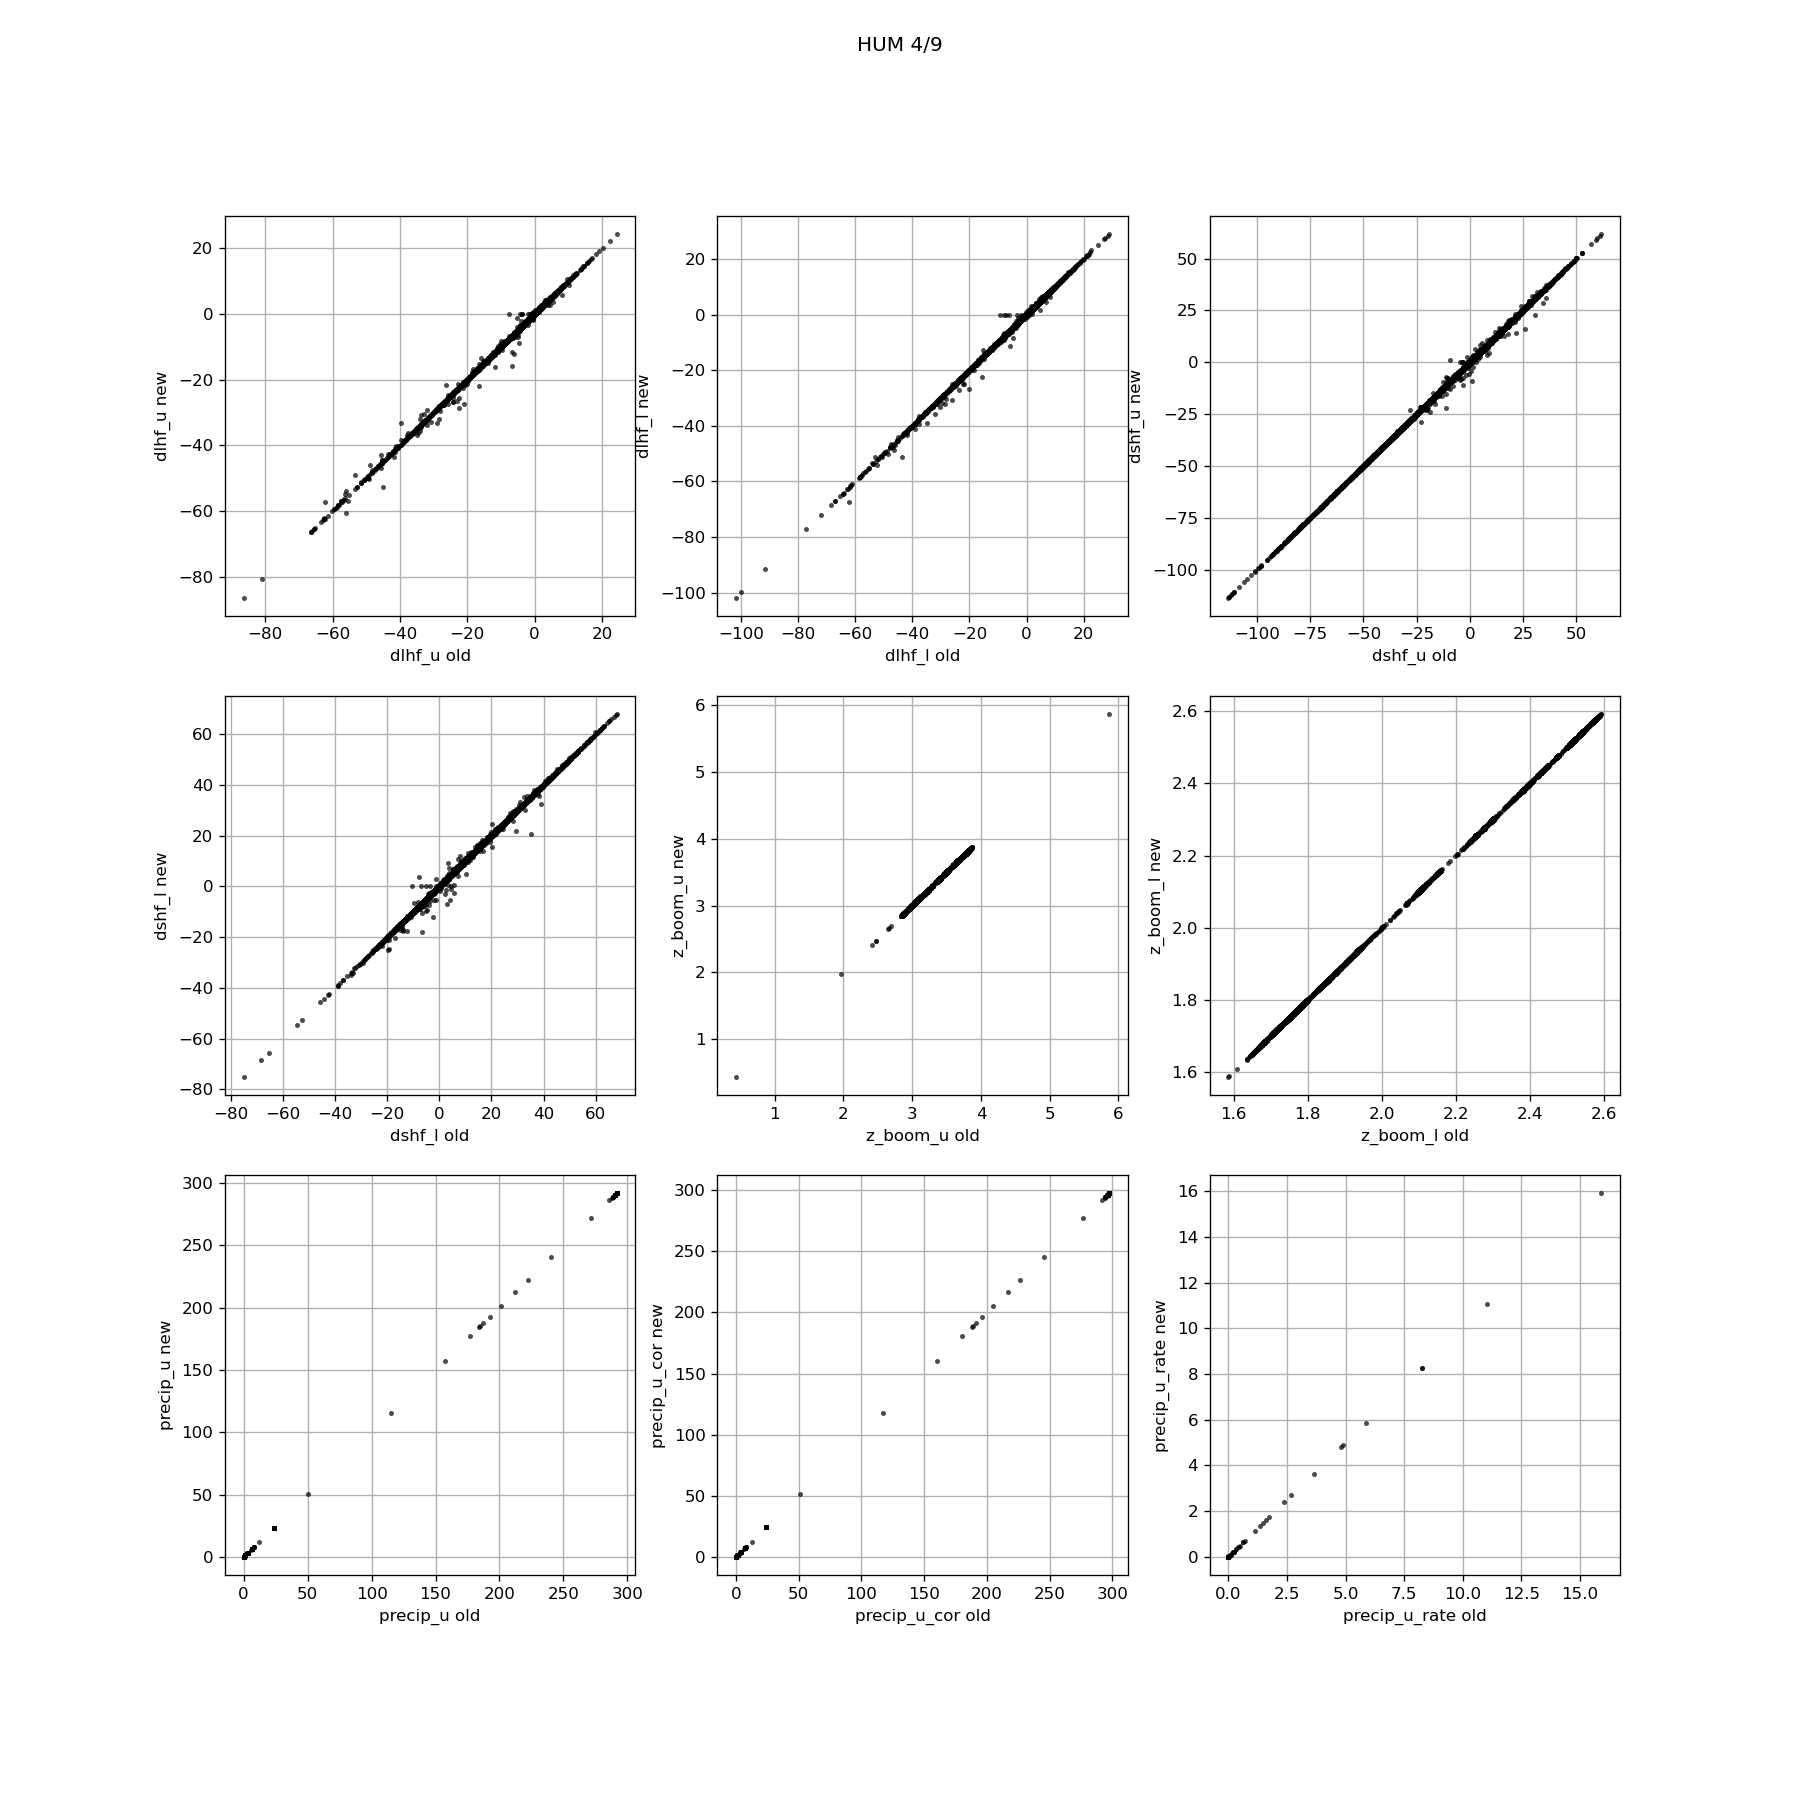 HUM 4/9
20
0
−20
−40
−60
−80
dlhf_u new
−80 −60 −40 −20 0 20
dlhf_u old
20
0
−20
−40
−60
−80
−100
dlhf_l new
−100 −80 −60 −40 −20 0 20
dlhf_l old
50
25
0
−25
−50
−75
−100
dshf_u new
−100 −75 −50 −25 0 25 50
dshf_u old
60
40
20
0
−20
−40
−60
−80
dshf_l new
−80 −60 −40 −20 0 20 40 60
dshf_l old
6
5
4
3
2
1
z_boom_u new
1 2 3 4 5 6
z_boom_u old
2.6
2.4
2.2
2.0
1.8
1.6
z_boom_l new
1.6 1.8 2.0 2.2 2.4 2.6
z_boom_l old
300
250
200
150
100
50
0
precip_u new
0 50 100 150 200 250 300
precip_u old
300
250
200
150
100
50
0
precip_u_cor new
0 50 100 150 200 250 300
precip_u_cor old
16
14
12
10
8
6
4
2
0
precip_u_rate new
0.0 2.5 5.0 7.5 10.0 12.5 15.0
precip_u_rate old